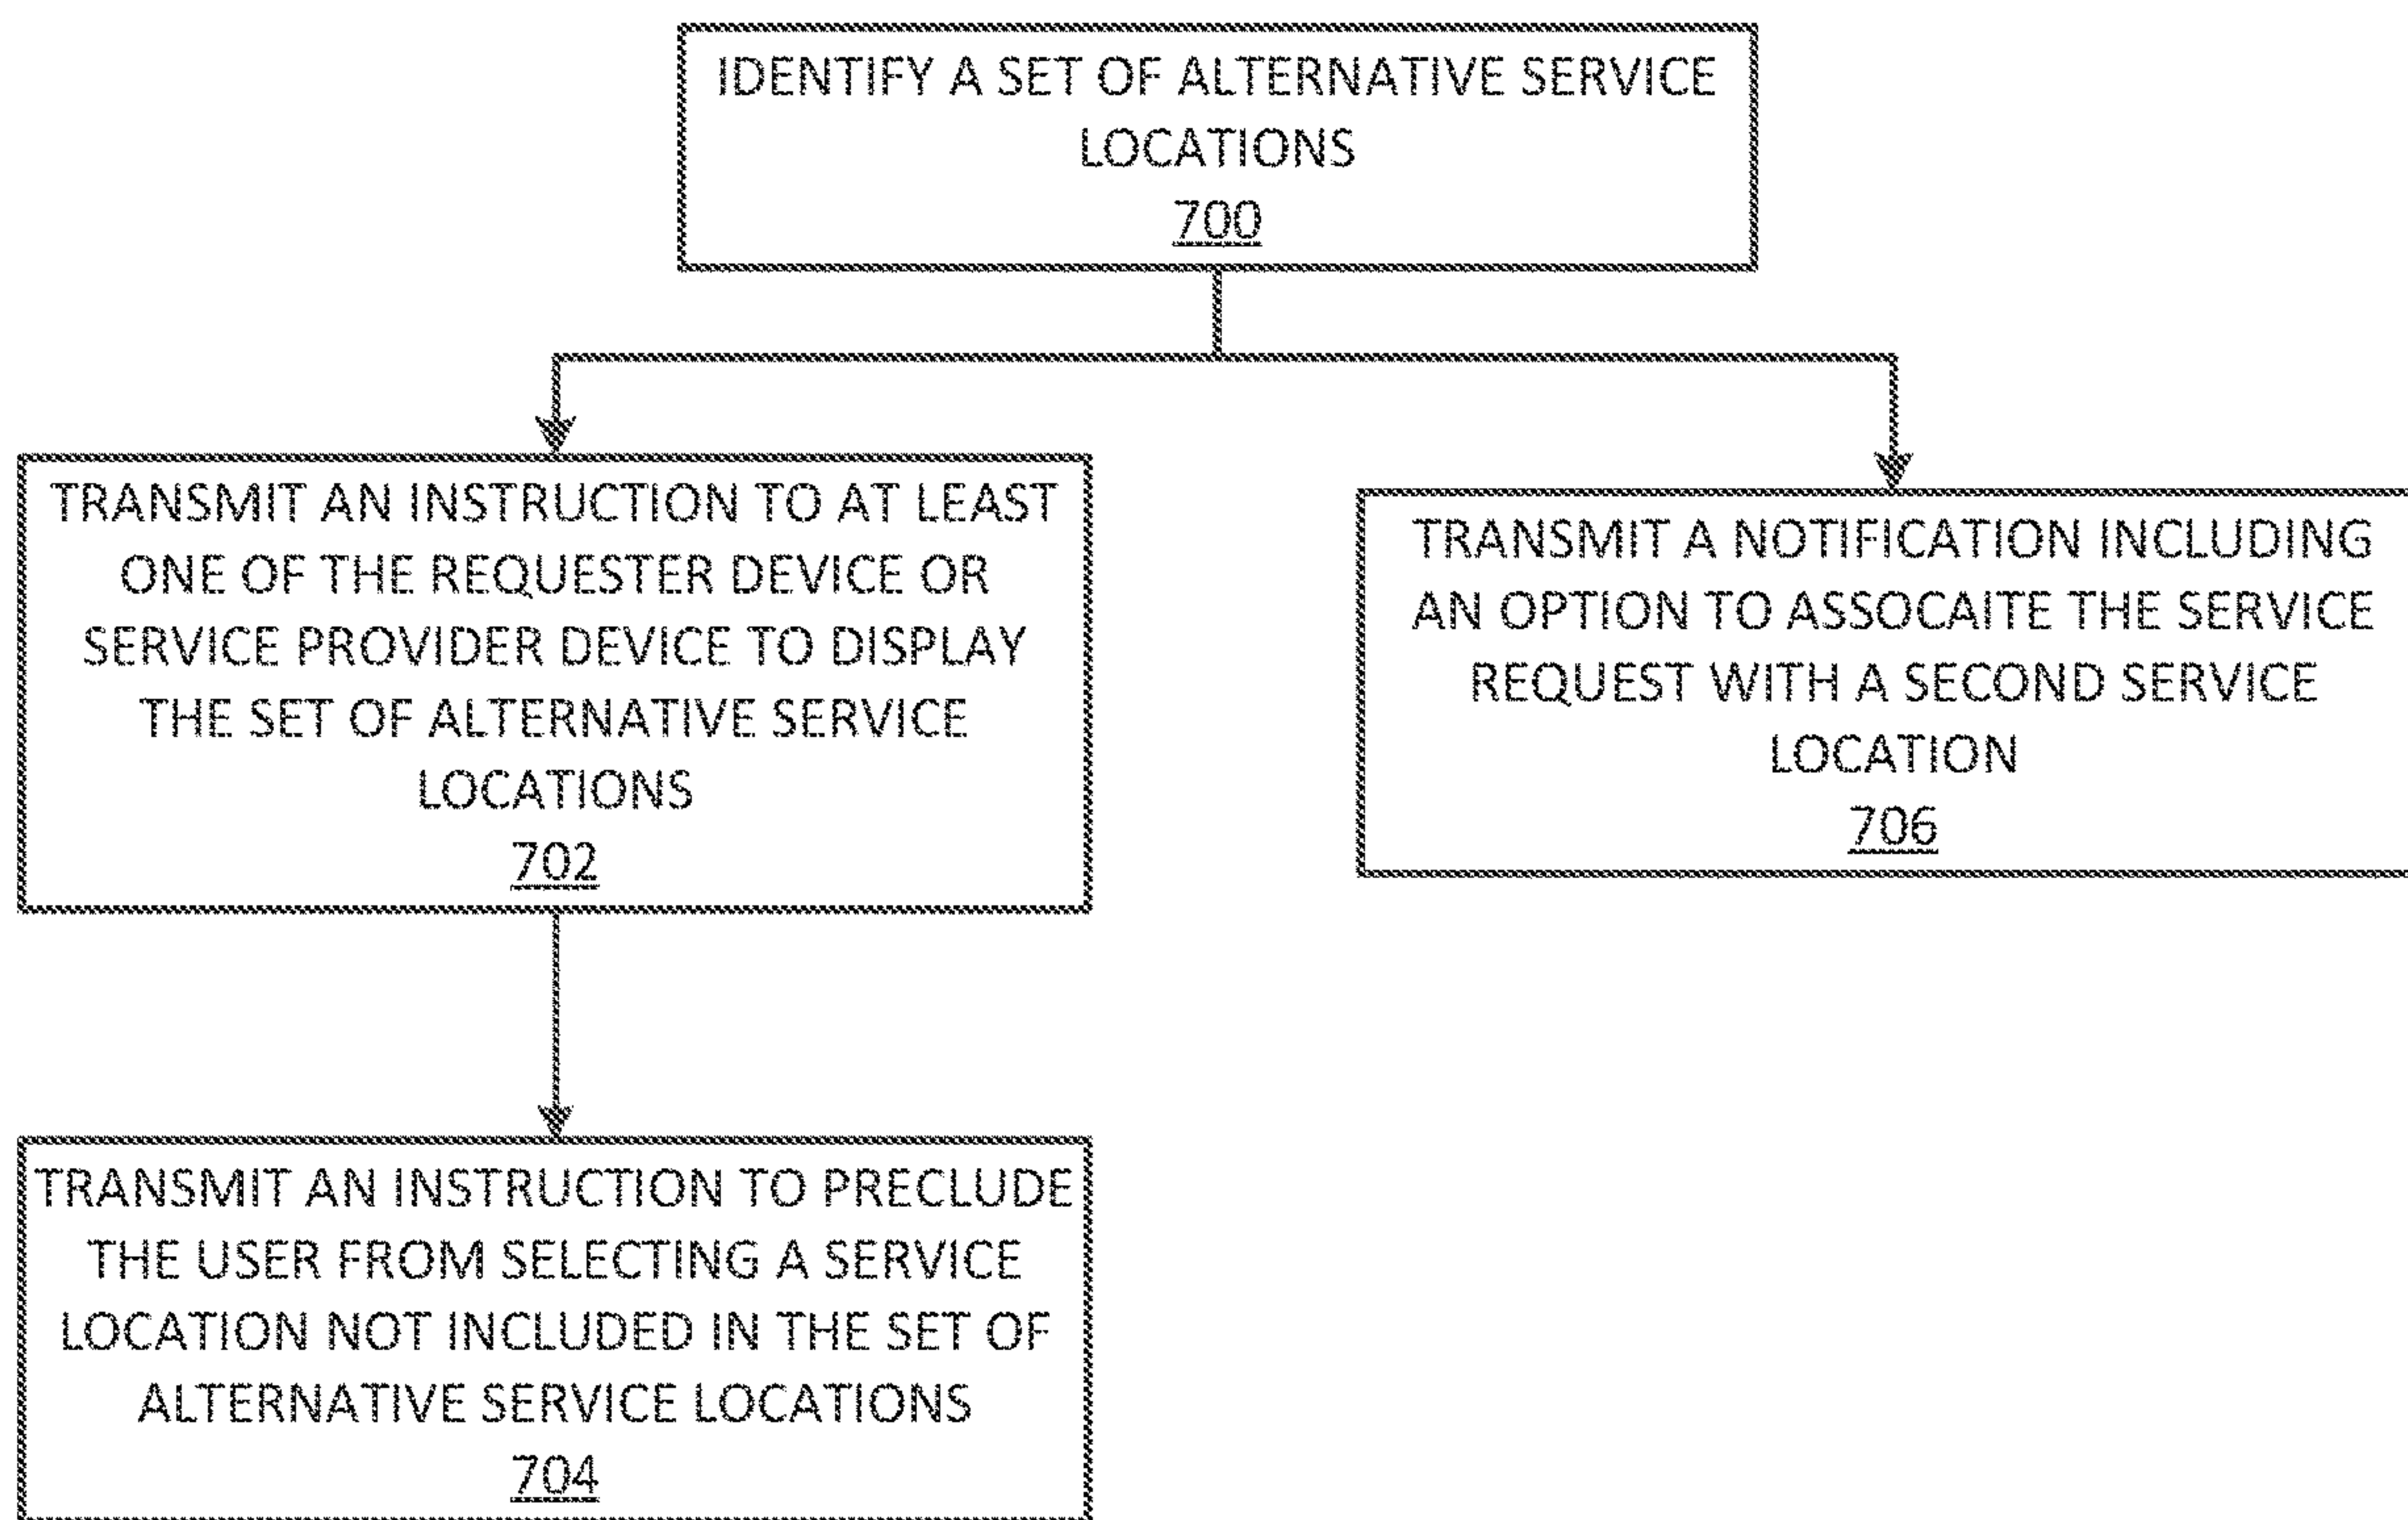 IDENTIFY A SET OF ALTERNATIVE SERVICE
LOCATIONS
700
TRANSMIT AN INSTRUCTION TO AT LEAST
ONE OF THE REQUESTER DEVICE OR
SERVICE PROVIDER DEVICE TO DISPLAY
THE SET OF ALTERNATIVE SERVICE
LOCATIONS
702
TRANSMIT A NOTIFICATION INCLUDING
AN OPTION TO ASSOCAITE THE SERVICE
REQUEST WITH A SECOND SERVICE
LOCATION
706
TRANSMIT AN INSTRUCTION TO PRECLUDE
THE USER FROM SELECTING A SERVICE
LOCATION NOT INCLUDED IN THE SET OF
ALTERNATIVE SERVICE LOCATIONS
704